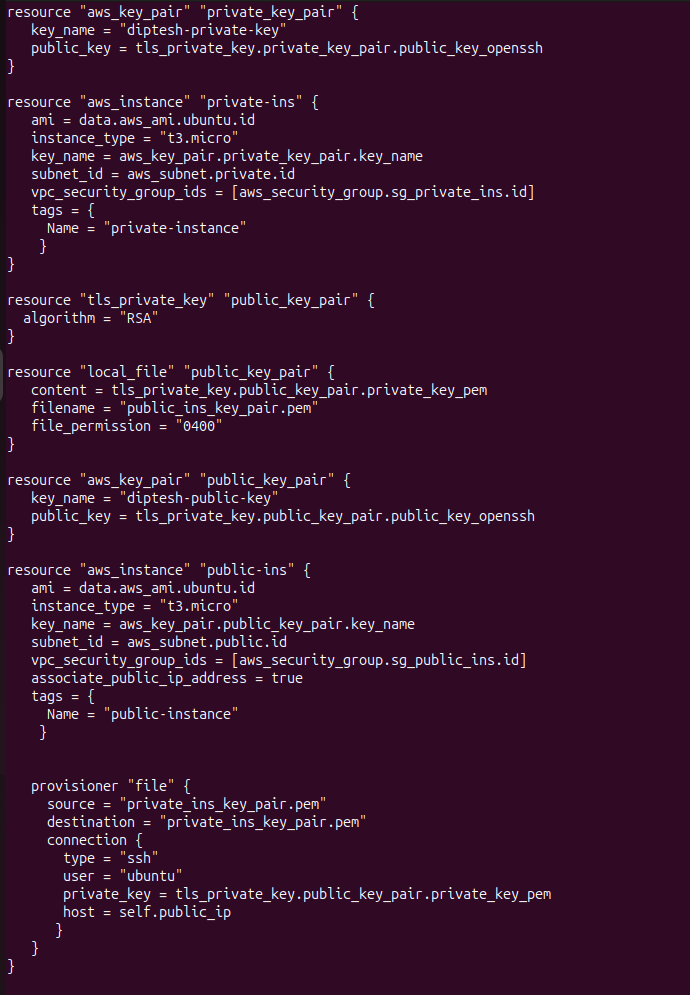 resource "aws_key_pair" "private_key_pair" {
   key_name = "diptesh-private-key"
   public_key = tls_private_key.private_key_pair.public_key_openssh
}

resource "aws_instance" "private-ins" {
   ami = data.aws_ami.ubuntu.id
   instance_type = "t3.micro"
   key_name = aws_key_pair.private_key_pair.key_name
   subnet_id = aws_subnet.private.id
   vpc_security_group_ids = [aws_security_group.sg_private_ins.id]
   tags = {
     Name = "private-instance"
    }
}

resource "tls_private_key" "public_key_pair" {
  algorithm = "RSA"
}

resource "local_file" "public_key_pair" {
   content = tls_private_key.public_key_pair.private_key_pem
   filename = "public_ins_key_pair.pem"
   file_permission = "0400"
}

resource "aws_key_pair" "public_key_pair" {
   key_name = "diptesh-public-key"
   public_key = tls_private_key.public_key_pair.public_key_openssh
}

resource "aws_instance" "public-ins" {
   ami = data.aws_ami.ubuntu.id
   instance_type = "t3.micro"
   key_name = aws_key_pair.public_key_pair.key_name
   subnet_id = aws_subnet.public.id
   vpc_security_group_ids = [aws_security_group.sg_public_ins.id]
   associate_public_ip_address = true
   tags = {
     Name = "public-instance"
    }


   provisioner "file" {
     source = "private_ins_key_pair.pem"
     destination = "private_ins_key_pair.pem"
     connection {
       type = "ssh"
       user = "ubuntu"
       private_key = tls_private_key.public_key_pair.private_key_pem
       host = self.public_ip
      }
   }
}